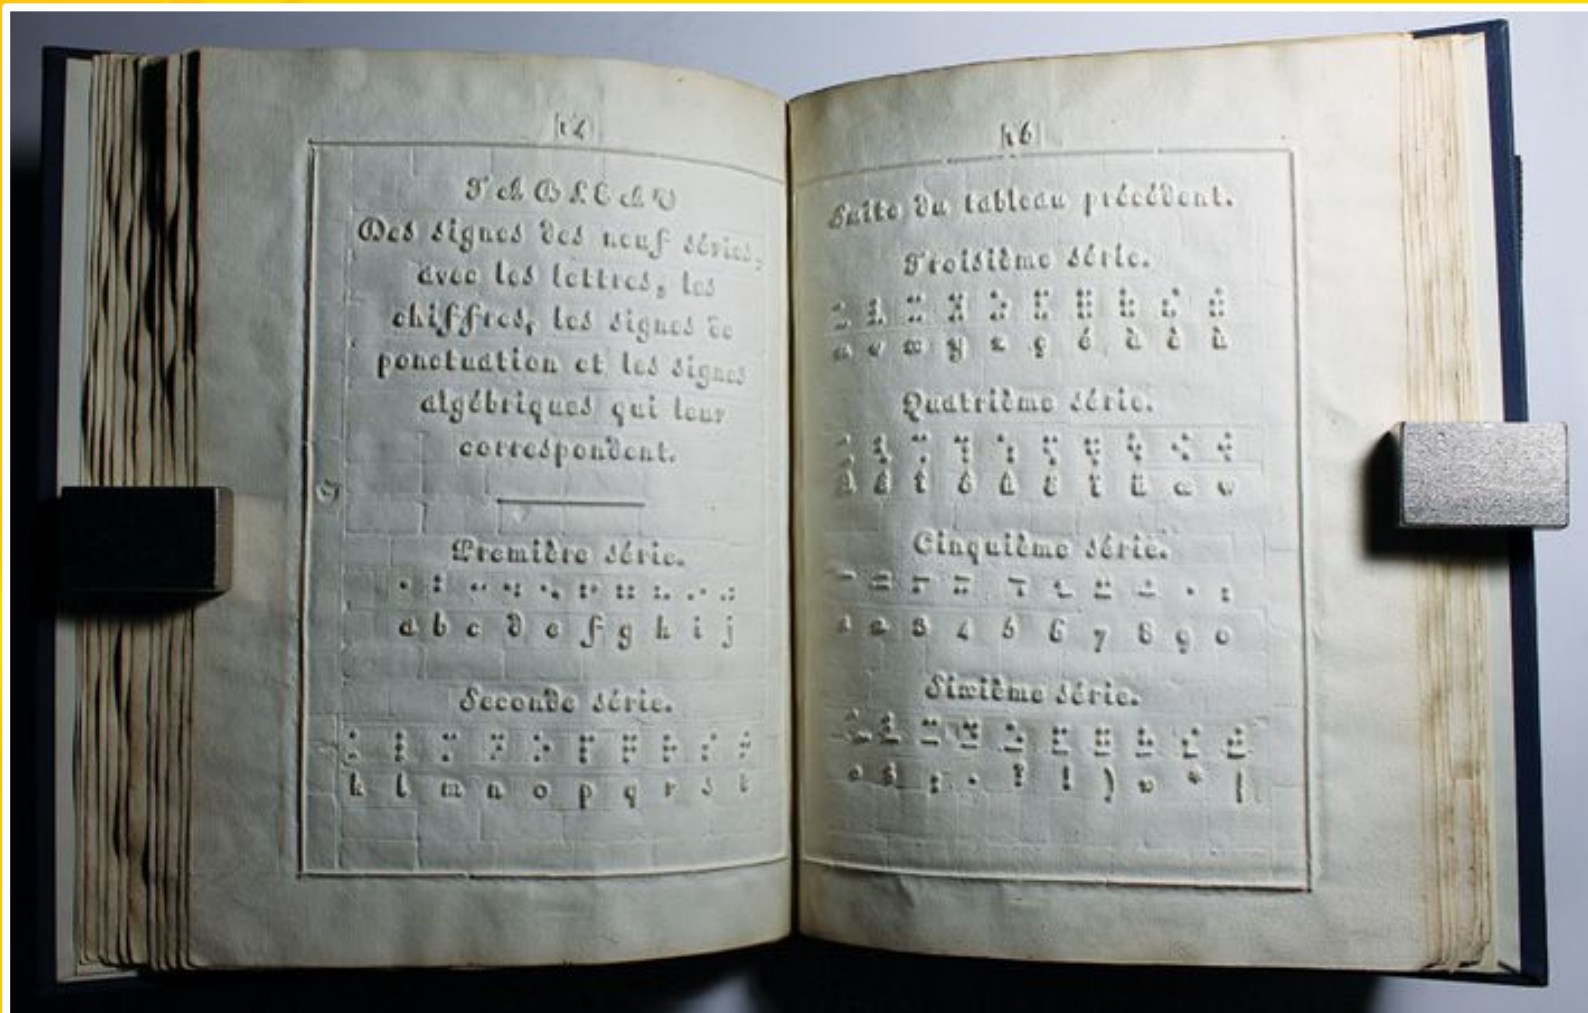 [14]
TABLEAU
Des signes des neuf séries,
avec les lettres, les
chiffres, les signes de
ponctuation et les signes
algébriques qui leur
correspondent.
Première série.
⠁ ⠃ ⠉ ⠙ ⠑ ⠋ ⠛ ⠓ ⠊ ⠚
a b c d e f g h i j
Seconde série.
⠅ ⠇ ⠍ ⠝ ⠕ ⠏ ⠟ ⠗ ⠎ ⠞
k l m n o p q r s t
[16]
Suite du tableau précédent.
Troisième série.
⠥ ⠧ ⠭ ⠽ ⠵ ⠯ ⠿ ⠷ ⠮ ⠾
u v x y z ç é à è ù
Quatrième série.
⠡ ⠣ ⠩ ⠹ ⠱ ⠫ ⠻ ⠳ ⠪ ⠺
â ê î ô û ë ï ü œ w
Cinquième série.
1 2 3 4 5 6 7 8 9 0
Sixième série.